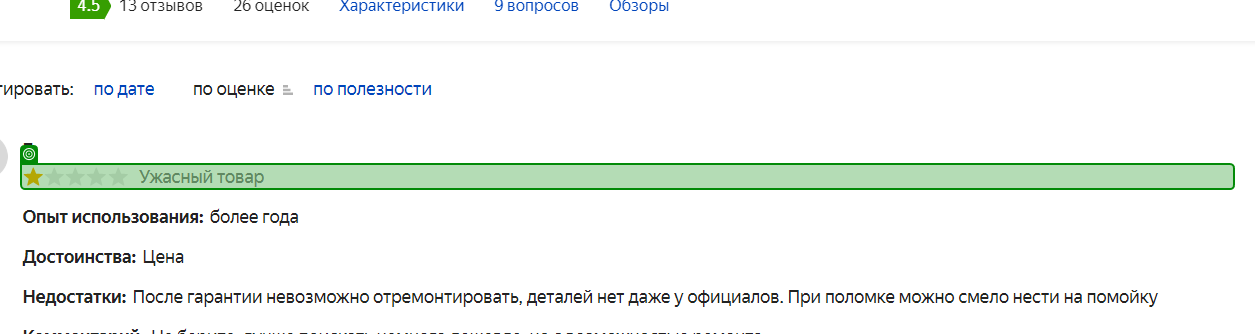 4.5 13 отзывов 26 оценок Характеристики 9 вопросов Обзоры
по дате по оценке по полезности
Ужасный товар
Опыт использования: более года
Достоинства: Цена
Недостатки: После гарантии невозможно отремонтировать, деталей нет даже у официалов. При поломке можно смело нести на помойку